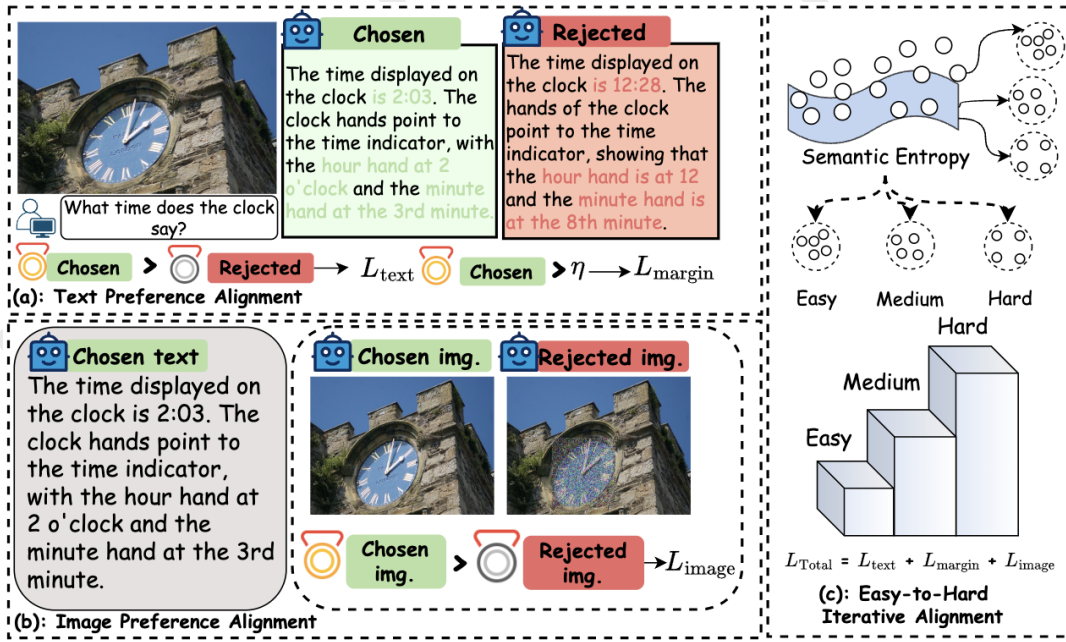 Chosen
The time displayed on
the clock is 2:03. The
clock hands point to
the time indicator, with
the hour hand at 2
o'clock and the minute
hand at the 3rd minute.
Rejected
The time displayed on
the clock is 12:28. The
hands of the clock
point to the time
indicator, showing that
the hour hand is at 12
and the minute hand is
at the 8th minute.
What time does the clock
say?
Chosen > Rejected → L_text
Chosen > η → L_margin
(a): Text Preference Alignment
Chosen text
The time displayed on
the clock is 2:03. The
clock hands point to
the time indicator,
with the hour hand at
2 o'clock and the
minute hand at the 3rd
minute.
Chosen img.
Rejected img.
Chosen
img.
>
Rejected
img.
→ L_image
(b): Image Preference Alignment
Semantic Entropy
Easy Medium Hard
Hard
Medium
Easy
L_Total = L_text + L_margin + L_image
(c): Easy-to-Hard
Iterative Alignment